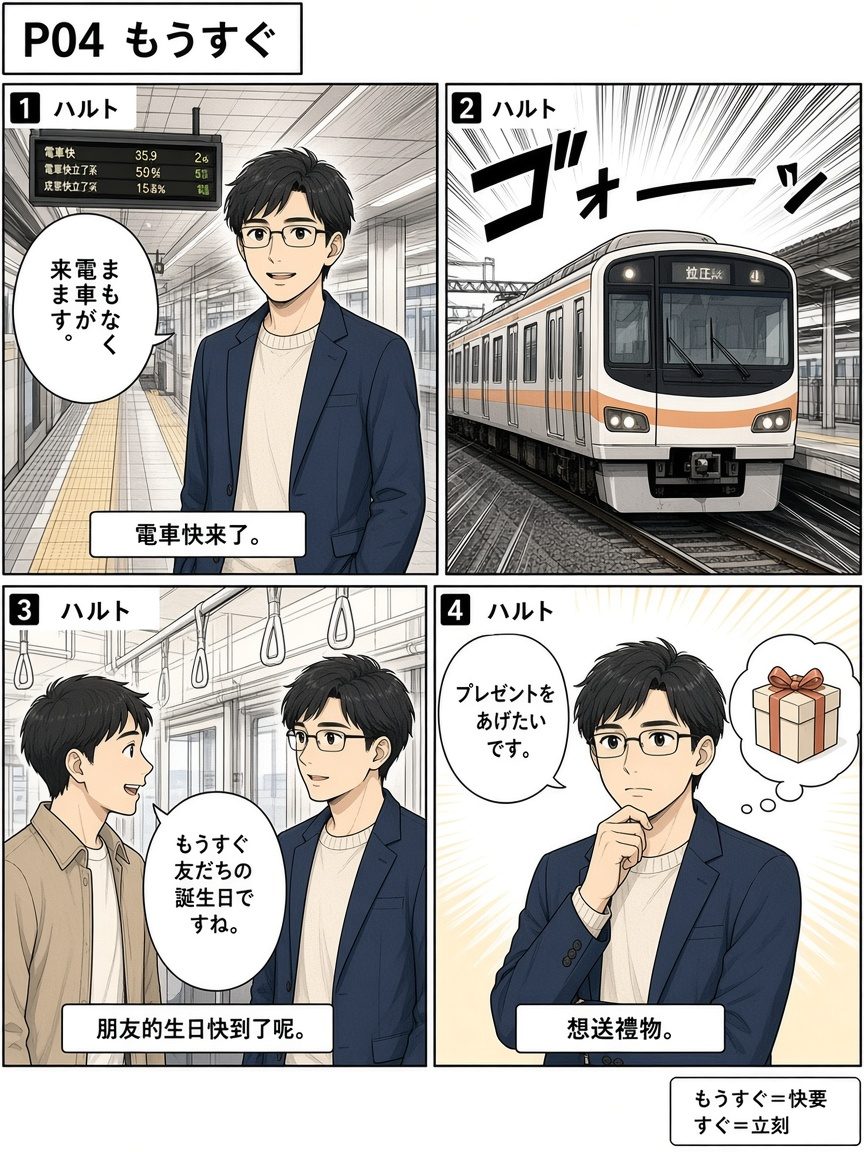 P04 もうすぐ
1 ハルト
電車快 35.9 2
まもなく
電車が
来ます。
電車快来了。
2 ハルト
ゴォーーッ
3 ハルト
もうすぐ
友だちの
誕生日で
すね。
朋友的生日快到了呢。
4 ハルト
プレゼントを
あげたい
です。
想送禮物。
もうすぐ＝快要
すぐ＝立刻